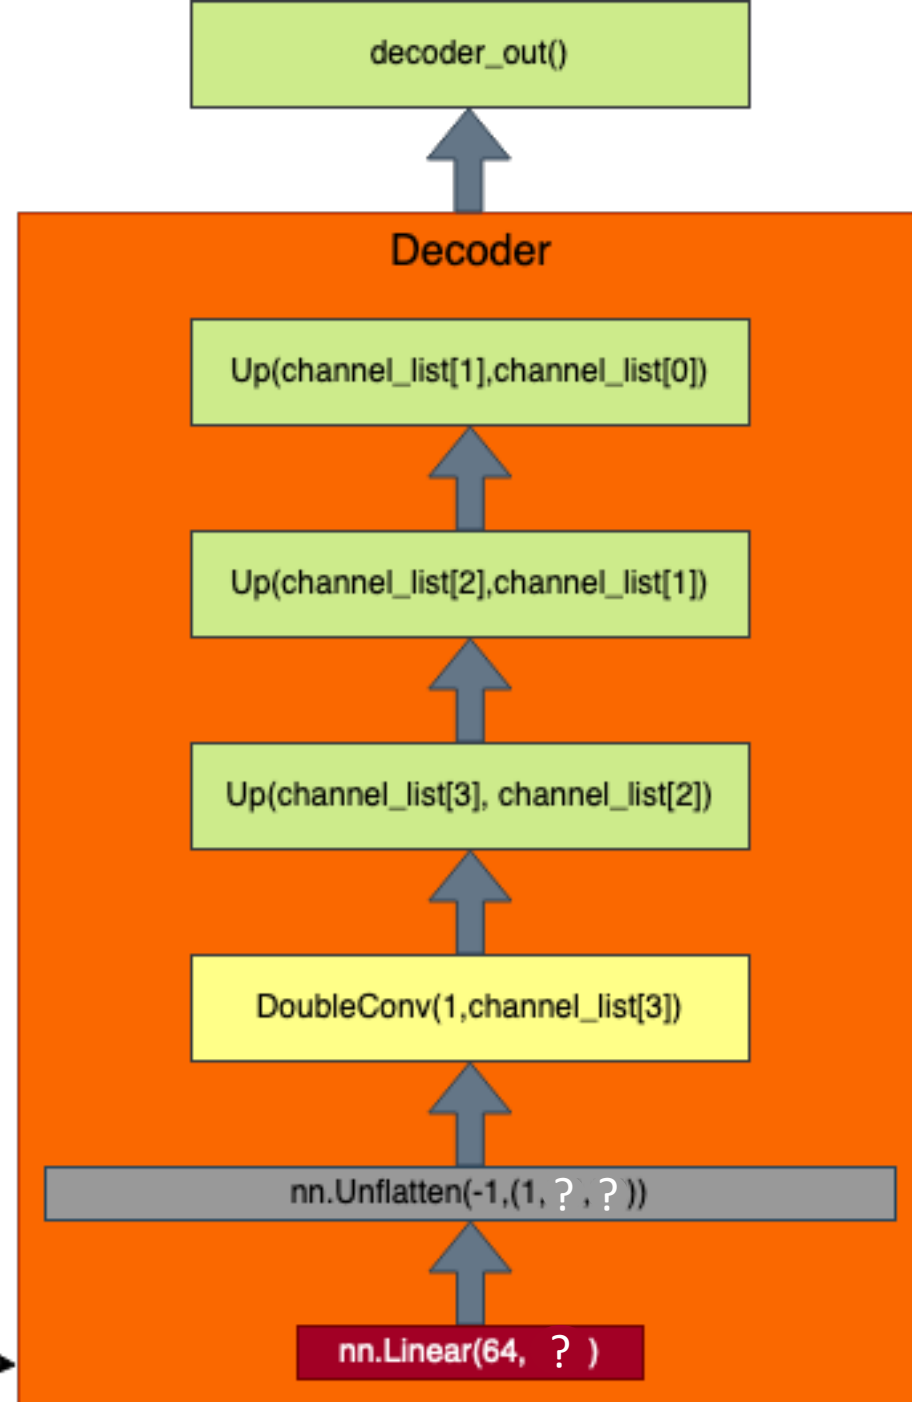 decoder_out()
Decoder
Up(channel_list[1],channel_list[0])
Up(channel_list[2],channel_list[1])
Up(channel_list[3], channel_list[2])
DoubleConv(1,channel_list[3])
nn.Unflatten(-1,(1, ? , ? ))
nn.Linear(64, ? )